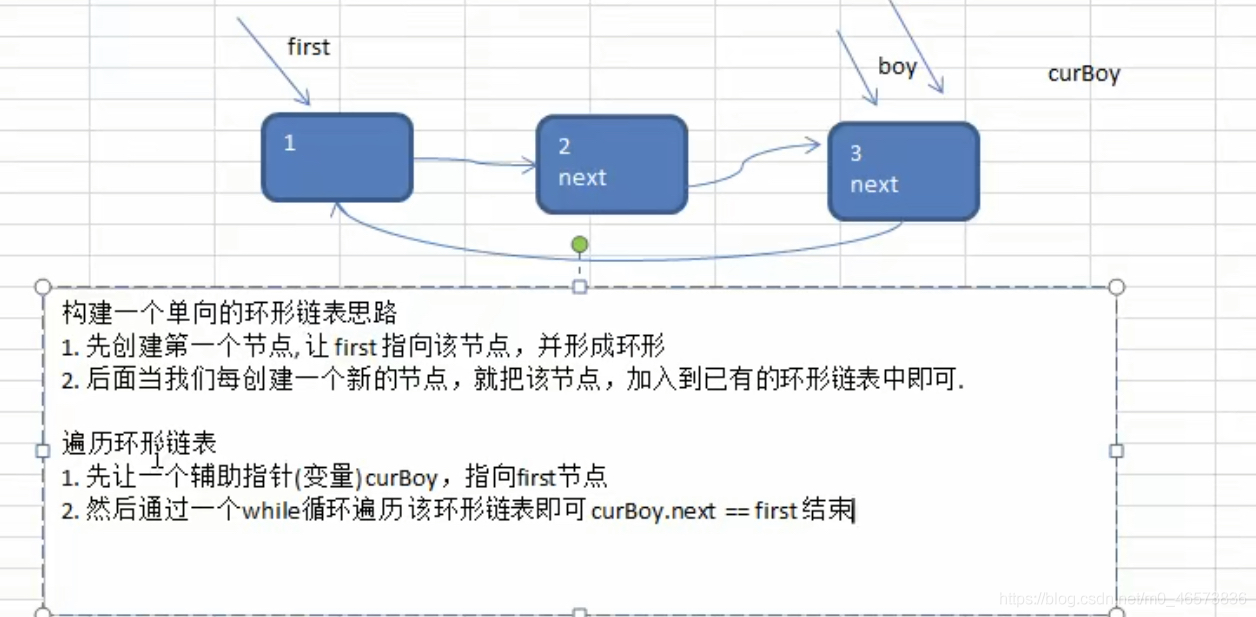 first
boy
curBoy
1
2
next
3
next
构建一个单向的环形链表思路
1. 先创建第一个节点, 让 first 指向该节点，并形成环形
2. 后面当我们每创建一个新的节点，就把该节点，加入到已有的环形链表中即可.
遍历环形链表
1. 先让一个辅助指针(变量)curBoy，指向first节点
2. 然后通过一个while循环遍历该环形链表即可 curBoy.next == first 结束
https://blog.csdn.net/m0_46573836